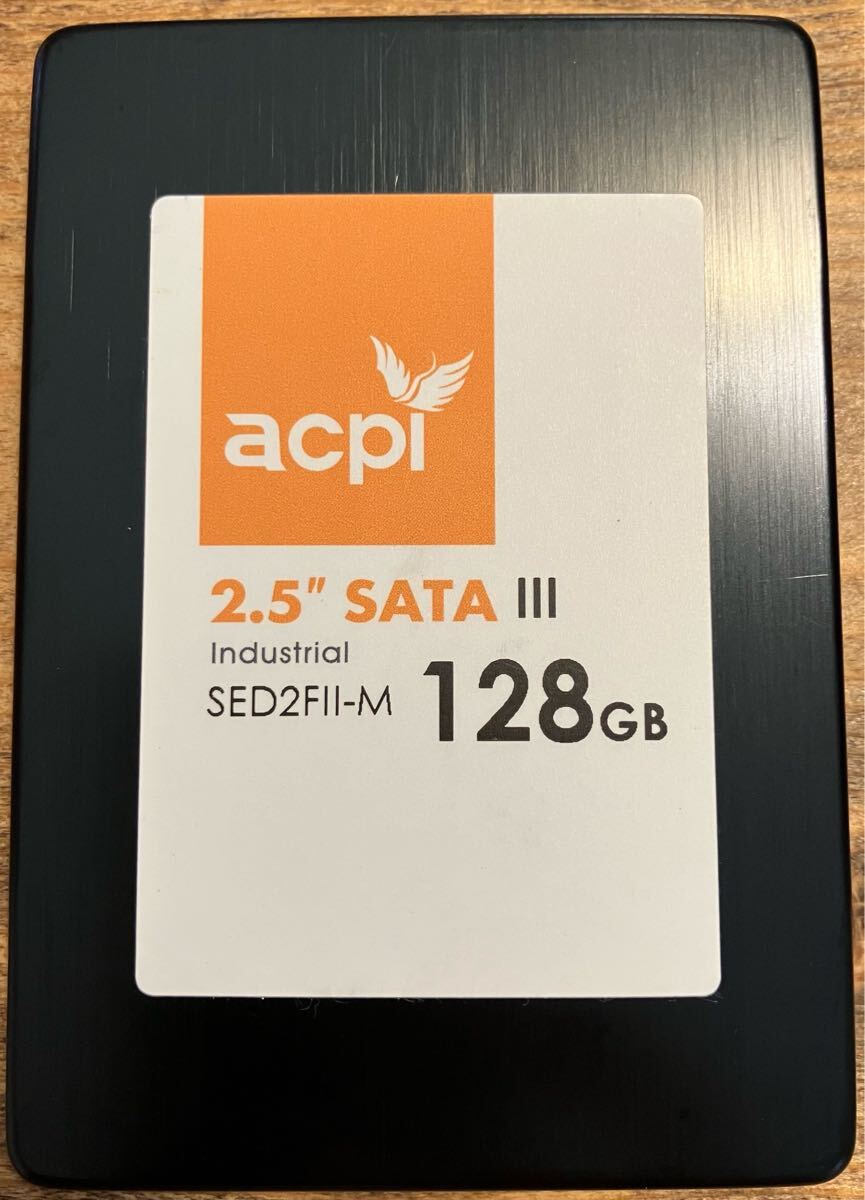 acpi
2.5" SATA III
Industrial
SED2FII-M 128GB